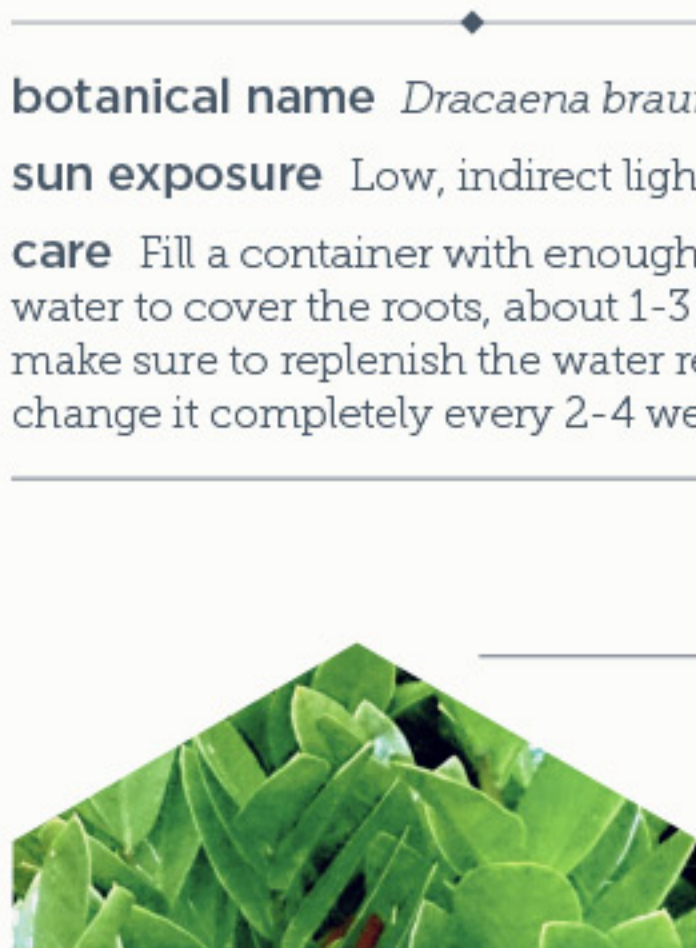 botanical name Dracaena
sun exposure Low, indirect
care Fill a container with enough
water to cover the roots, about 1-3
make sure to replenish the water
change it completely every 2-4